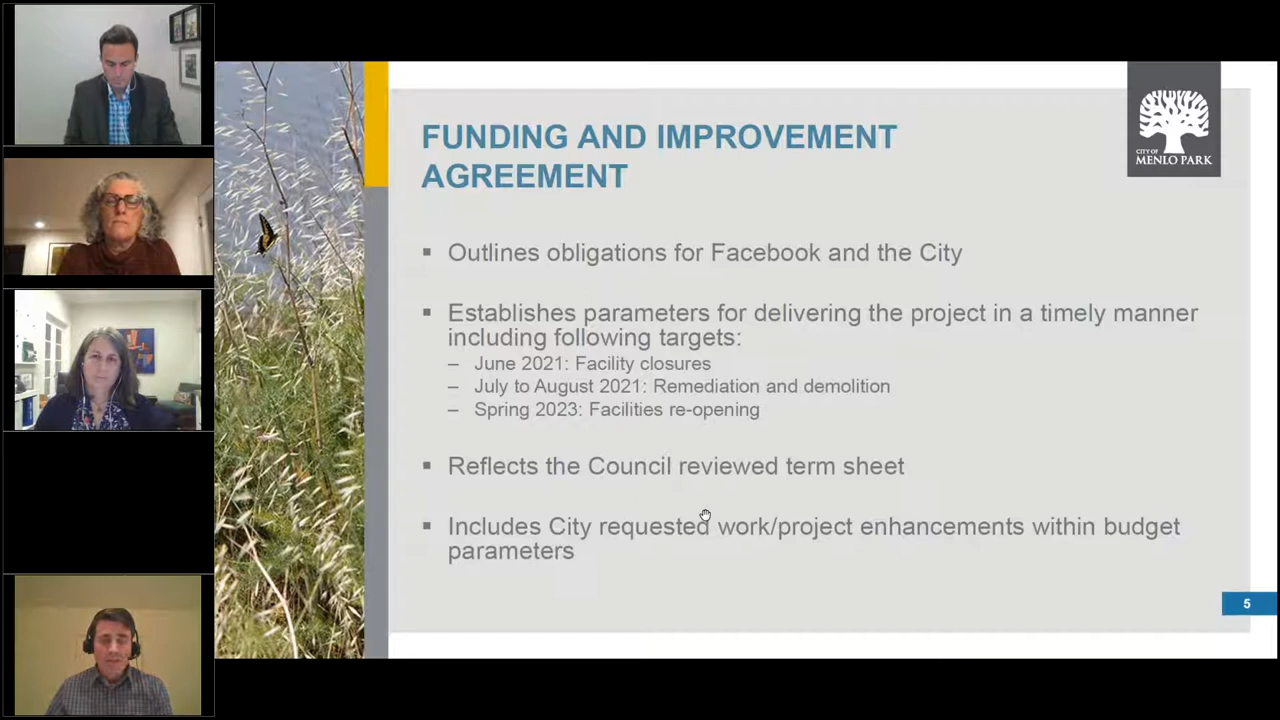 FUNDING AND IMPROVEMENT
AGREEMENT
CITY OF
MENLO PARK
▪ Outlines obligations for Facebook and the City
▪ Establishes parameters for delivering the project in a timely manner
including following targets:
– June 2021: Facility closures
– July to August 2021: Remediation and demolition
– Spring 2023: Facilities re-opening
▪ Reflects the Council reviewed term sheet
▪ Includes City requested work/project enhancements within budget
parameters
5